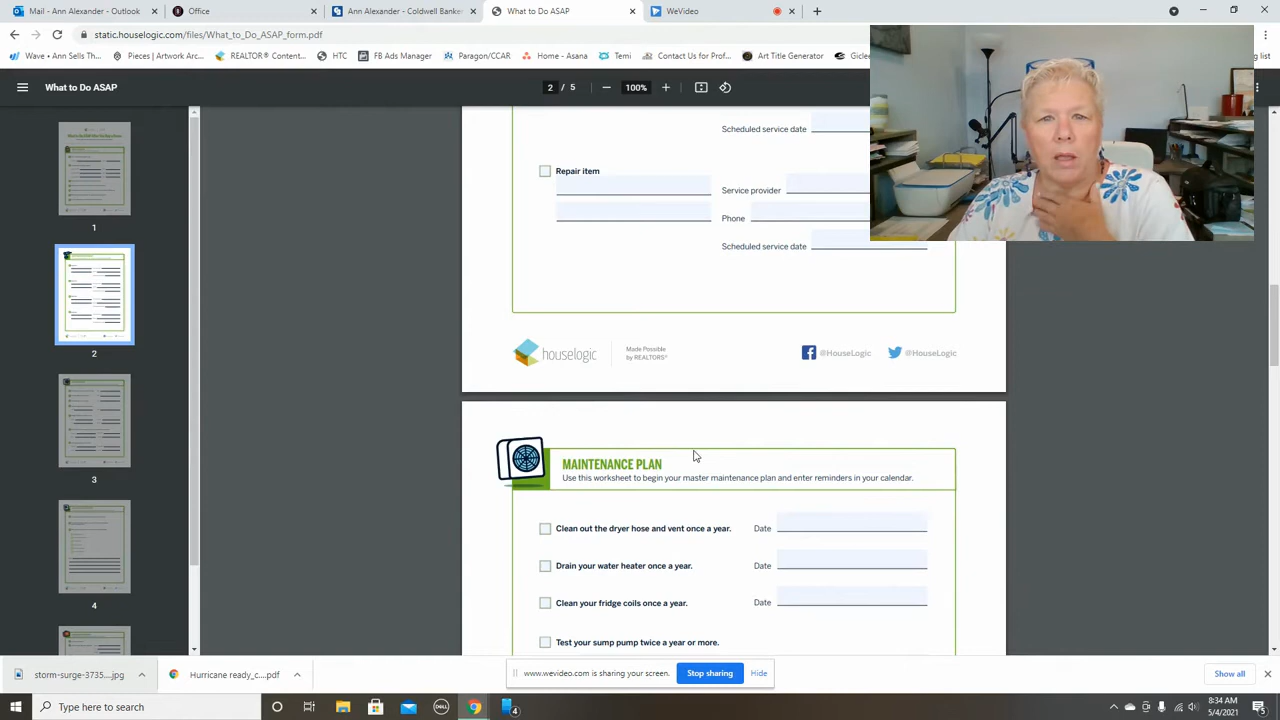 Mail - Ann Alexander - Outlook
Office
Ann Alexander - Coldwell Banke
What to Do ASAP
WeVideo
static.houselogic.com/files/What_to_Do_ASAP_form.pdf
Wave • Ann Sells Th...
Pieces | Artwork Arc...
REALTOR® Content...
HTC
FB Ads Manager
Paragon/CCAR
Home - Asana
Temi
Contact Us for Prof...
Art Title Generator
Giclee
g list
What to Do ASAP
2 / 5
100%
1
2
3
4
Scheduled service date
Repair item
Service provider
Phone
Scheduled service date
houselogic
Made Possible
by REALTORS®
@HouseLogic
@HouseLogic
MAINTENANCE PLAN
Use this worksheet to begin your master maintenance plan and enter reminders in your calendar.
Clean out the dryer hose and vent once a year.
Date
Drain your water heater once a year.
Date
Clean your fridge coils once a year.
Date
Test your sump pump twice a year or more.
storm-surge-3735....jpg
Hurricane ready_c....pdf
www.wevideo.com is sharing your screen.
Stop sharing
Hide
Show all
Type here to search
DELL
4
8:34 AM
5/4/2021
5